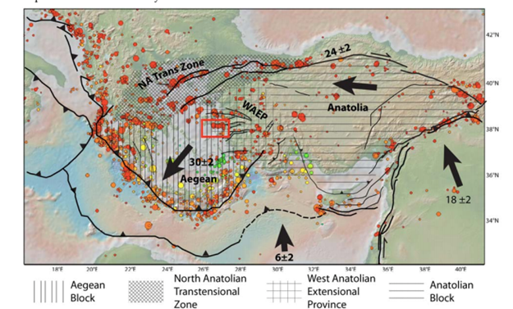 24 ±2
42°N
NA Trans Zone
40°N
WAEP
Anatolia
38°N
30±2
Aegean
36°N
18 ±2
34°N
6±2
18°E 20°E 22°E 24°E 26°E 28°E 30°E 32°E 34°E 36°E 38°E 40°E
Aegean
Block
North Anatolian
Transtensional
Zone
West Anatolian
Extensional
Province
Anatolian
Block